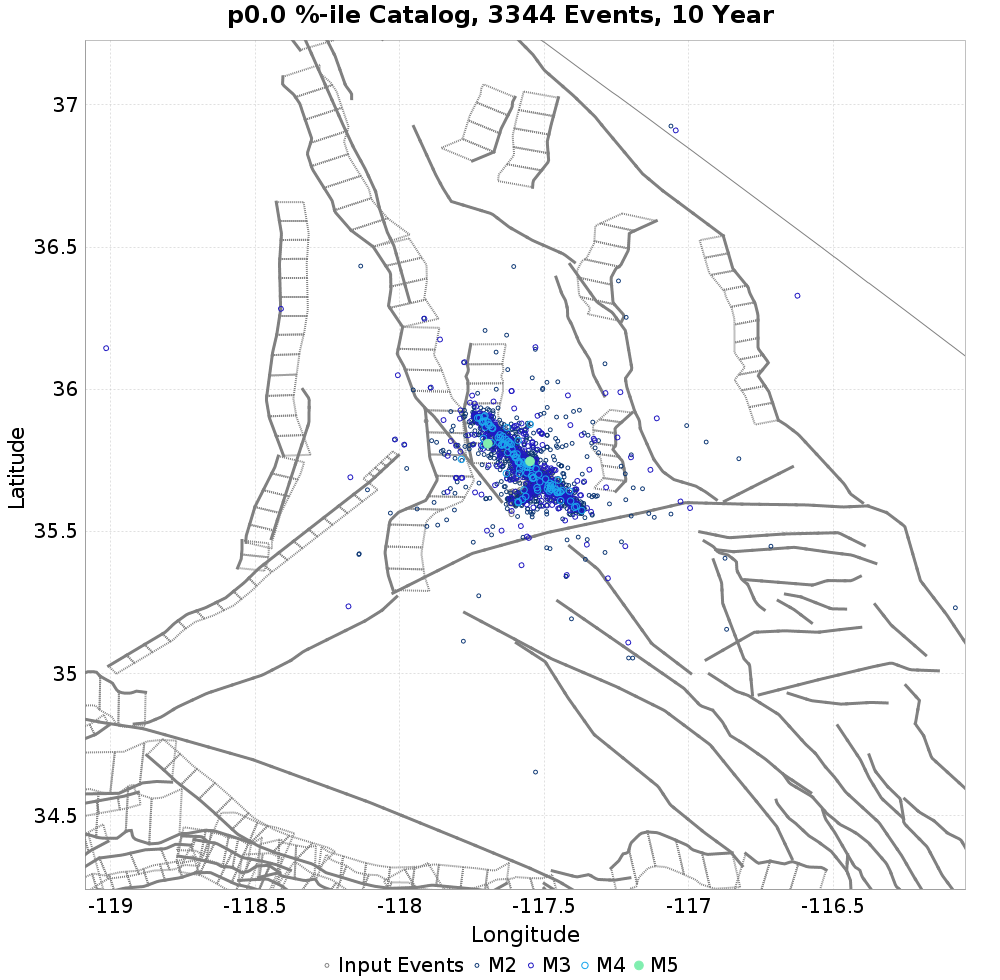 p0.0 %-ile Catalog, 3344 Events, 10 Year
37
36.5
36
35.5
35
34.5
Latitude
-119 -118.5 -118 -117.5 -117 -116.5
Longitude
Input Events M2 M3 M4 M5